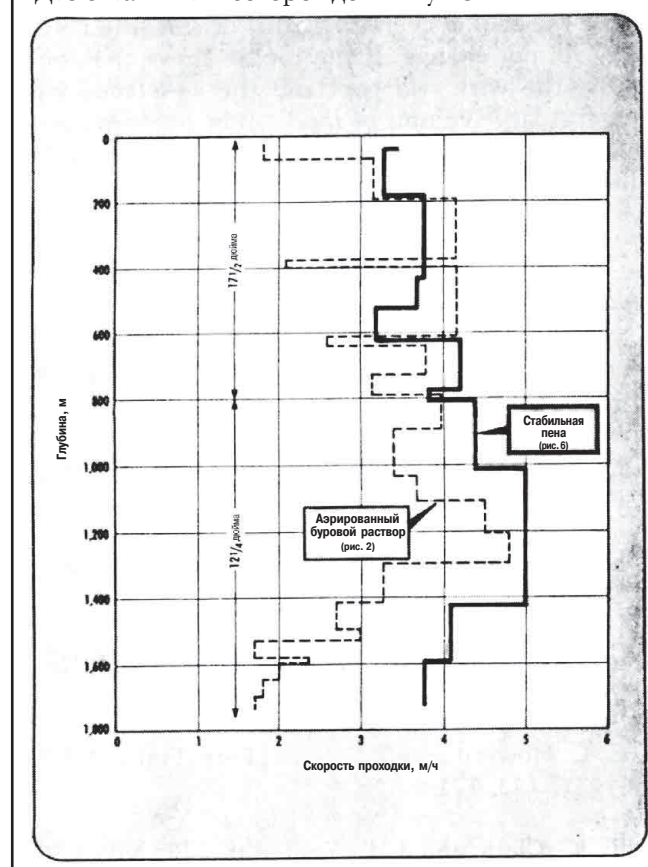 0
200
400
600
800
1,000
1,200
1,400
1,600
1,800
Глубина, м
17 1/2 дюйма
12 1/4 дюйма
Стабильная
пена
(рис. 6)
Аэрированный
буровой раствор
(рис. 2)
0 1 2 3 4 5 6
Скорость проходки, м/ч